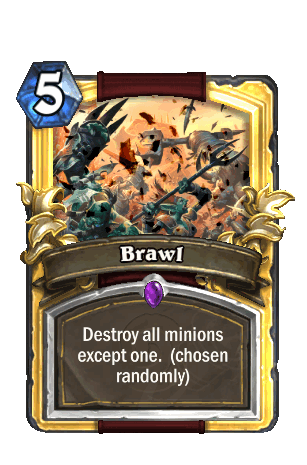 5
Brawl
Destroy all minions
except one.  (chosen
randomly)